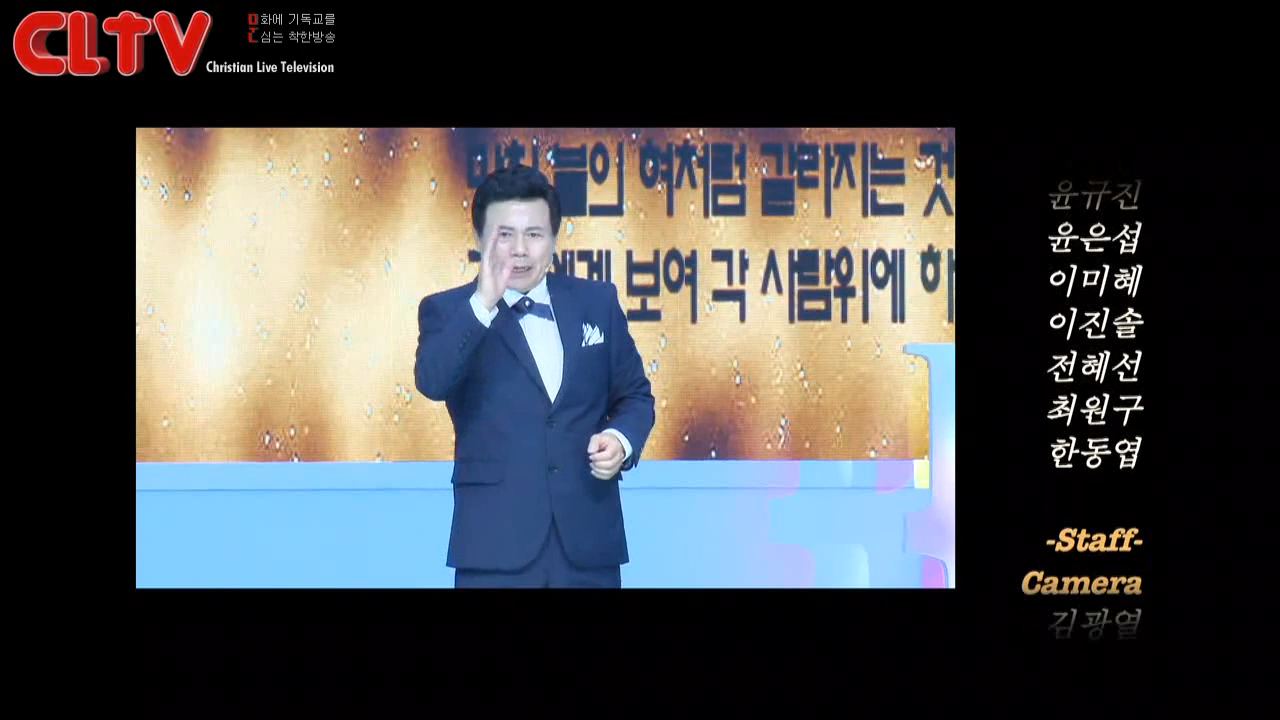 CLTV
문화에 기독교를
심는 착한방송
Christian Live Television
불의 혀처럼 갈라지는 것
보여 각 사람위에 하
윤규진
윤은섭
이미혜
이진솔
전혜선
최원구
한동엽
-Staff-
Camera
김광열